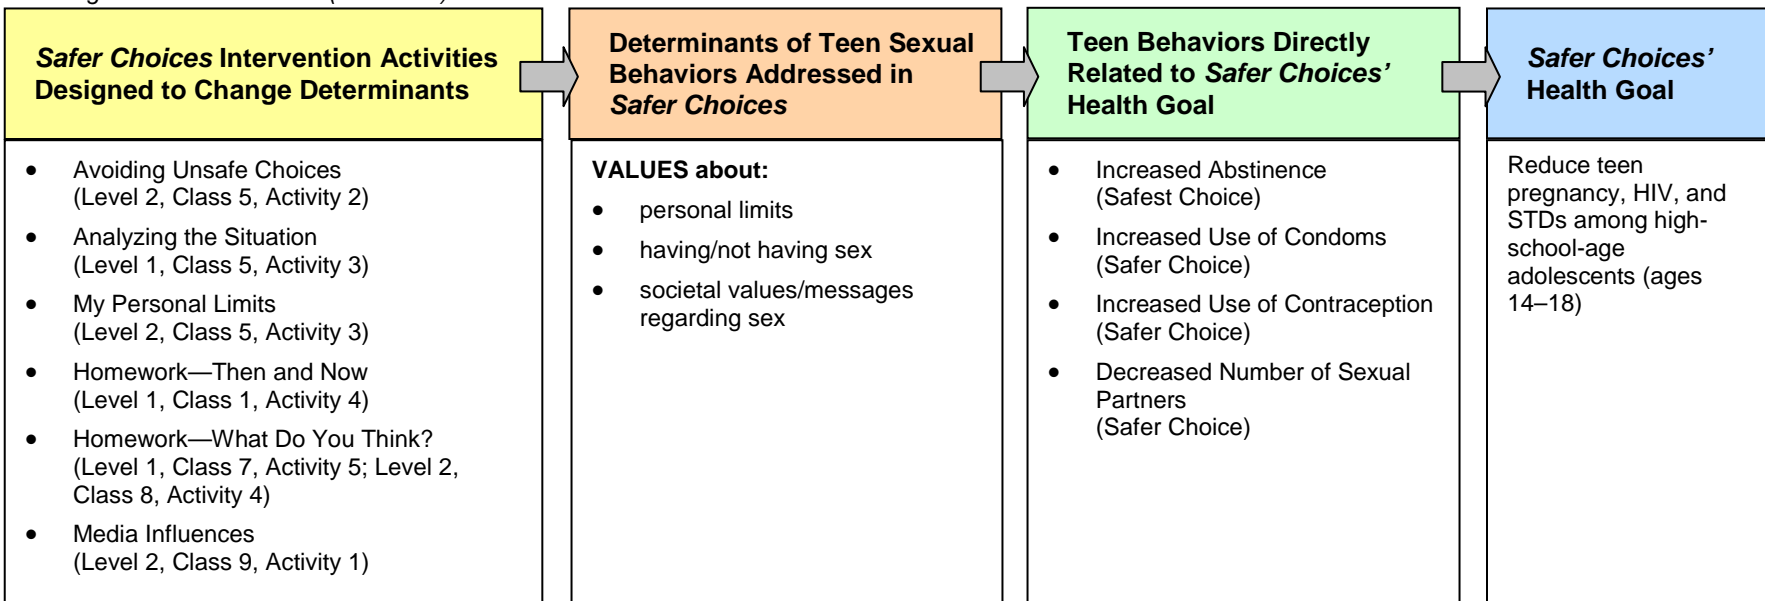 Safer Choices Intervention Activities
Designed to Change Determinants
Determinants of Teen Sexual
Behaviors Addressed in
Safer Choices
Teen Behaviors Directly
Related to Safer Choices’
Health Goal
Safer Choices’
Health Goal
• Avoiding Unsafe Choices
(Level 2, Class 5, Activity 2)
• Analyzing the Situation
(Level 1, Class 5, Activity 3)
• My Personal Limits
(Level 2, Class 5, Activity 3)
• Homework—Then and Now
(Level 1, Class 1, Activity 4)
• Homework—What Do You Think?
(Level 1, Class 7, Activity 5; Level 2,
Class 8, Activity 4)
• Media Influences
(Level 2, Class 9, Activity 1)
VALUES about:
• personal limits
• having/not having sex
• societal values/messages
regarding sex
• Increased Abstinence
(Safest Choice)
• Increased Use of Condoms
(Safer Choice)
• Increased Use of Contraception
(Safer Choice)
• Decreased Number of Sexual
Partners
(Safer Choice)
Reduce teen
pregnancy, HIV, and
STDs among high-
school-age
adolescents (ages
14–18)